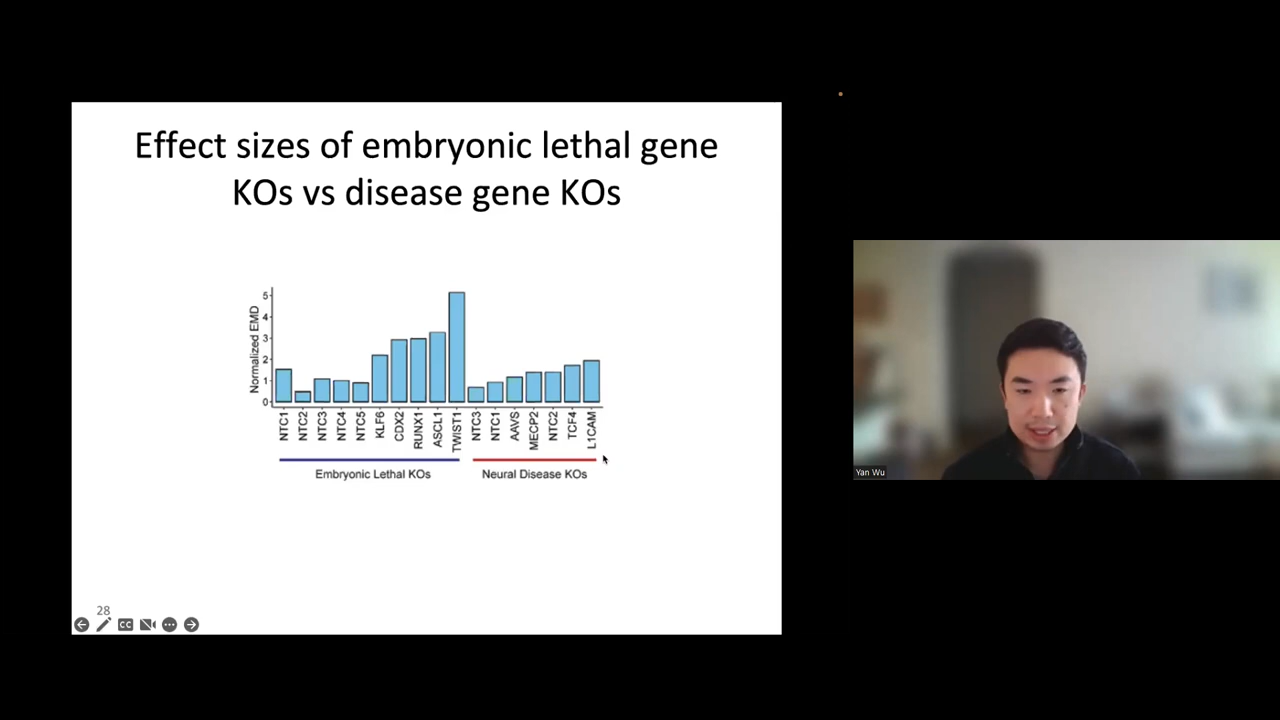 Effect sizes of embryonic lethal gene
KOs vs disease gene KOs
Normalized EMD
5
4
3
2
1
0
NTC1
NTC2
NTC3
NTC4
NTC5
KLF6
CDX2
RUNX1
ASCL1
TWIST1
NTC3
NTC1
AAVS
MECP2
NTC2
TCF4
L1CAM
Embryonic Lethal KOs
Neural Disease KOs
28
CC
Yan Wu